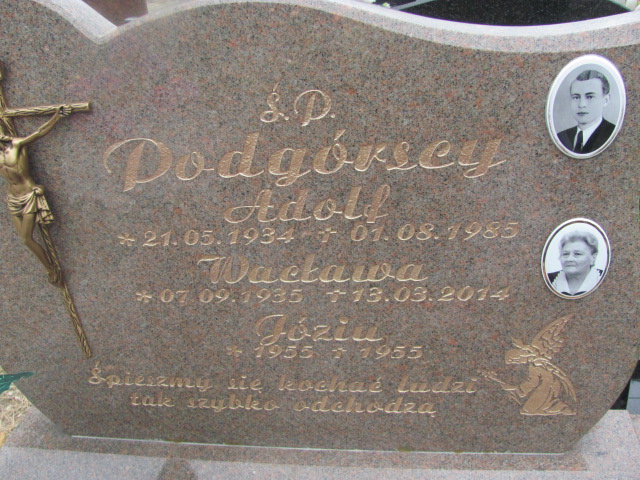 Ś.P.
Podgórscy
Adolf
* 21.05.1934 † 01.08.1985
Wacława
* 07.09.1935 † 13.03.2014
Józiu
* 1955 † 1955
Śpieszmy się kochać ludzi
tak szybko odchodzą